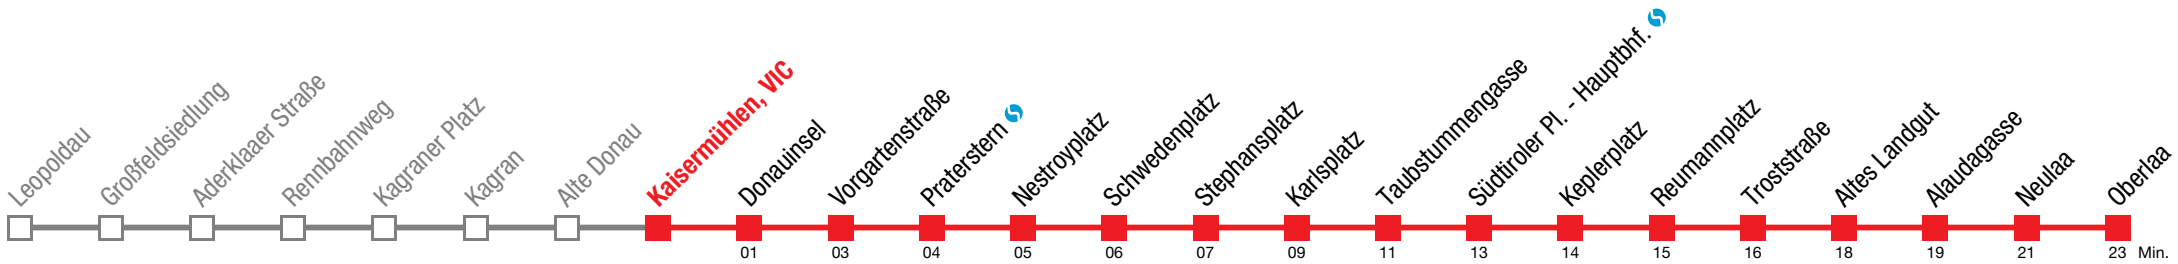 Leopoldau
Großfeldsiedlung
Aderklaaer Straße
Rennbahnweg
Kagraner Platz
Kagran
Alte Donau
Kaisermühlen, VIC
Donauinsel
Vorgartenstraße
Praterstern
Nestroyplatz
Schwedenplatz
Stephansplatz
Karlsplatz
Taubstummengasse
Südtiroler Pl. - Hauptbhf.
Keplerplatz
Reumannplatz
Troststraße
Altes Landgut
Alaudagasse
Neulaa
Oberlaa
01 03 04 05 06 07 09 11 13 14 15 16 18 19 21 23 Min.